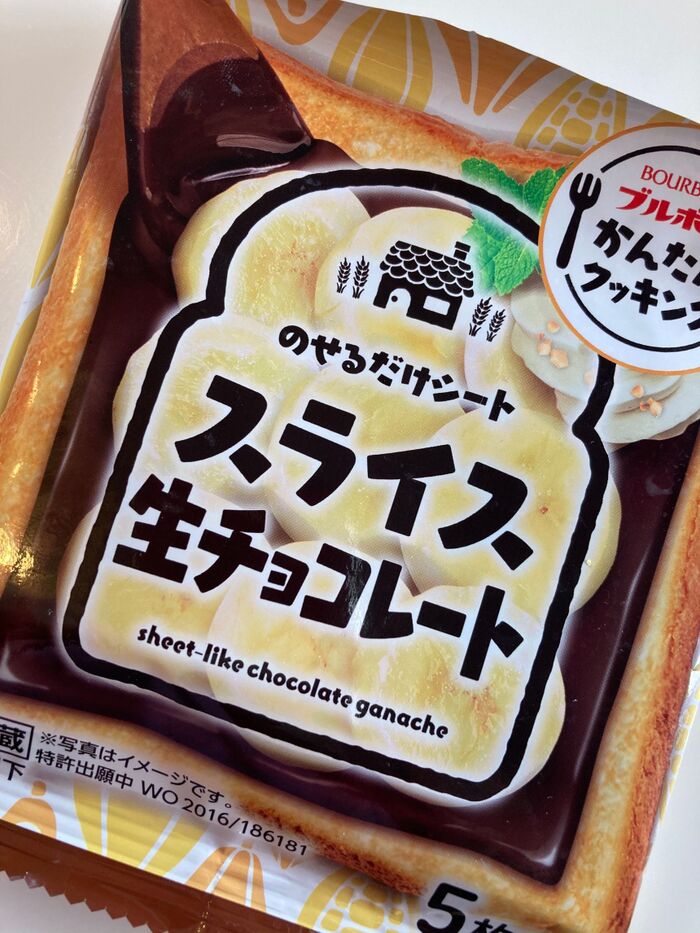 BOURB
ブルボ
かんた
クッキング
のせるだけシート
スライス
生チョコレート
sheet-like chocolate ganache
蔵
下
※写真はイメージです。
特許出願中 WO 2016/186181
5枚